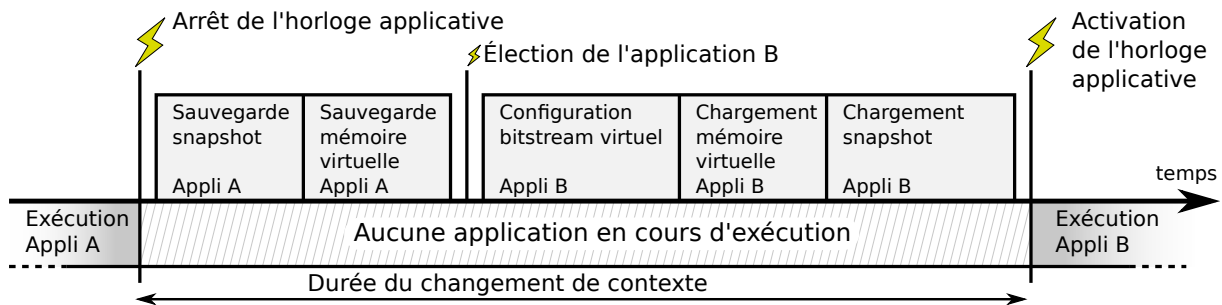 Arrêt de l'horloge applicative
Élection de l'application B
Activation
de l'horloge
applicative
Sauvegarde
snapshot
Appli A
Sauvegarde
mémoire
virtuelle
Appli A
Configuration
bitstream virtuel
Appli B
Chargement
mémoire
virtuelle
Appli B
Chargement
snapshot
Appli B
temps
Exécution
Appli A
Aucune application en cours d'exécution
Exécution
Appli B
Durée du changement de contexte